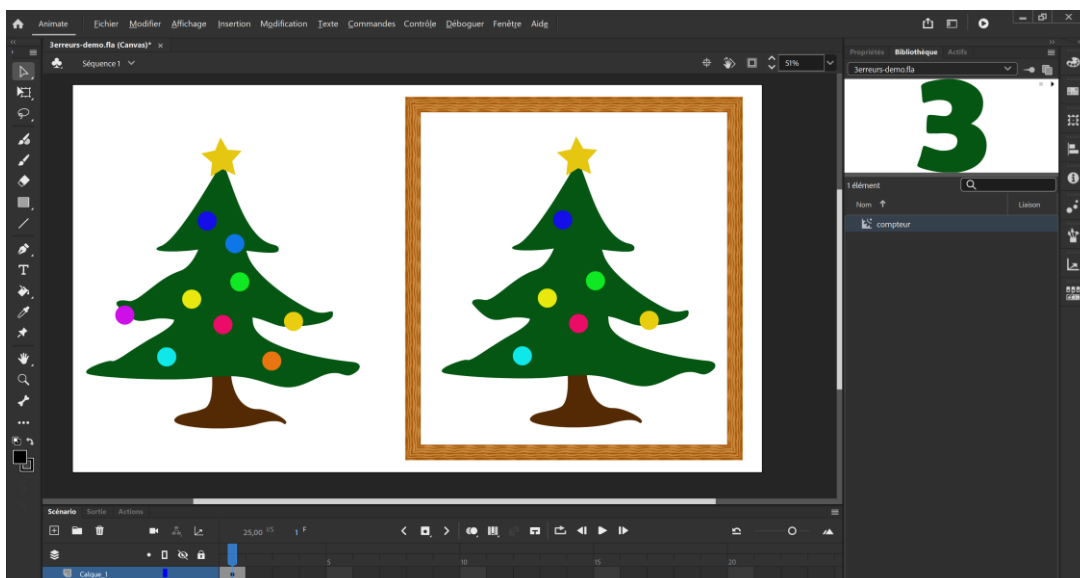 Animate Fichier Modifier Affichage Insertion Modification Texte Commandes Contrôle Déboguer Fenêtre Aide
3erreurs-demo.fla (Canvas)* ×
Séquence 1 51%
Propriétés Bibliothèque Actifs
3erreurs-demo.fla
3
1 élément
Nom Liaison
compteur
Scénario Sortie Actions
25,00 I/S 1 F
5 10 15 20
Calque_1